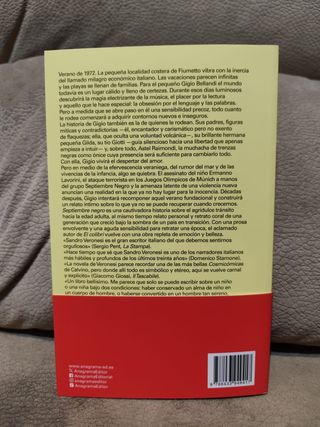 Verano de 1972. La pequeña localidad costera de Fiumetto vibra con la inercia
del llamado milagro económico italiano. Las vacaciones parecen infinitas
y las playas se llenan de familias. Para el pequeño Gigio Bellandi el mundo
todavía es un lugar cálido y lleno de certezas. Durante esos días luminosos
descubrirá la magia electrizante de la música, el placer por la lectura
y aquello que le hace especial: la obsesión por el lenguaje y las palabras.
Pero a medida que se abre en él una sensibilidad precoz, todo cuanto
le rodea comenzará a adquirir contornos nuevos e inseguros.
La historia de Gigio también es la de quienes le rodean. Sus padres, figuras
míticas y contradictorias —él, encantador y carismático pero no exento
de flaquezas; ella, que oculta una voluntad volcánica—, su brillante hermana
pequeña Gilda, su tío Giotti —guía silencioso hacia una libertad que apenas
empieza a intuir— y, sobre todo, Astel Raimondi, la muchacha de trenzas
negras como ónice cuya presencia será suficiente para cambiarlo todo.
Con ella, Gigio vivirá el despertar del amor.
Pero en medio de la efervescencia veraniega, del rumor del mar y de las
vivencias de la infancia, algo se quiebra. El asesinato del niño Ermanno
Lavorini, el ataque terrorista en los Juegos Olímpicos de Múnich a manos
del grupo Septiembre Negro y la amenaza latente de una violencia nueva
anuncian una realidad en la que ya no hay lugar para la inocencia. Décadas
después, Gigio intentará recomponer aquel verano fundacional y construirá
un relato íntimo sobre lo que ya no se puede recuperar cuando crecemos.
Septiembre negro es una cautivadora historia sobre el agridulce tránsito
hacia la edad adulta, al mismo tiempo relato personal y retrato coral de una
generación que creció bajo la sombra de un país en transición. Con una prosa
envolvente y una aguda sensibilidad para retratar una época, el aclamado
autor de El colibrí vuelve con una obra repleta de emoción y belleza.
«Sandro Veronesi es el gran escritor italiano del que debemos sentirnos
orgullosos» (Sergio Pent, La Stampa).
«Hace tiempo que sé que Sandro Veronesi es uno de los narradores italianos
más hábiles y profundos de los últimos treinta años» (Domenico Starnone).
«La novela de Veronesi parece recordar una de las más bellas Cosmicómicas
de Calvino, pero donde allí todo es simbólico y etéreo, aquí se vuelve carnal
y explícito» (Giacomo Giossi, Il Tascabile).
«Un libro bellísimo. Me parece que solo se puede escribir sobre un niño
o una niña bajo dos condiciones: haber conservado un alma de niño en
un cuerpo de hombre, o haberse convertido en un hombre tan sereno
www.anagrama-ed.es
AnagramaEditor
AnagramaEditorial
anagramaeditor
AnagramaEditor